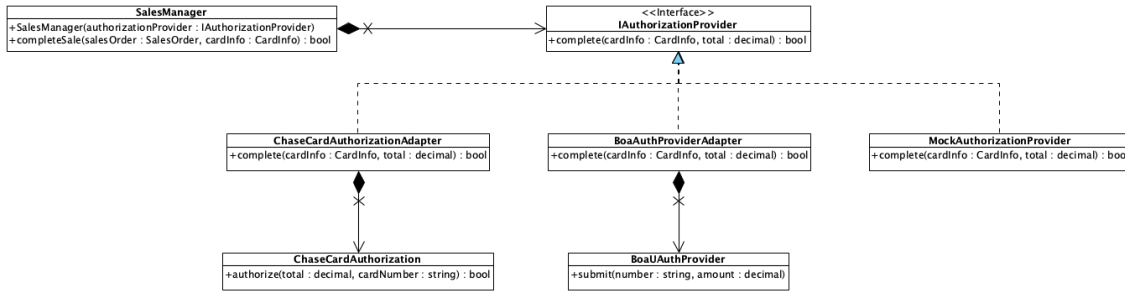 SalesManager
+SalesManager(authorizationProvider : IAuthorizationProvider)
+completeSale(salesOrder : SalesOrder, cardInfo : CardInfo) : bool
<<Interface>>
IAuthorizationProvider
+complete(cardInfo : CardInfo, total : decimal) : bool
ChaseCardAuthorizationAdapter
+complete(cardInfo : CardInfo, total : decimal) : bool
BoaAuthProviderAdapter
+complete(cardInfo : CardInfo, total : decimal) : bool
MockAuthorizationProvider
+complete(cardInfo : CardInfo, total : decimal) : bool
ChaseCardAuthorization
+authorize(total : decimal, cardNumber : string) : bool
BoaUAuthProvider
+submit(number : string, amount : decimal)